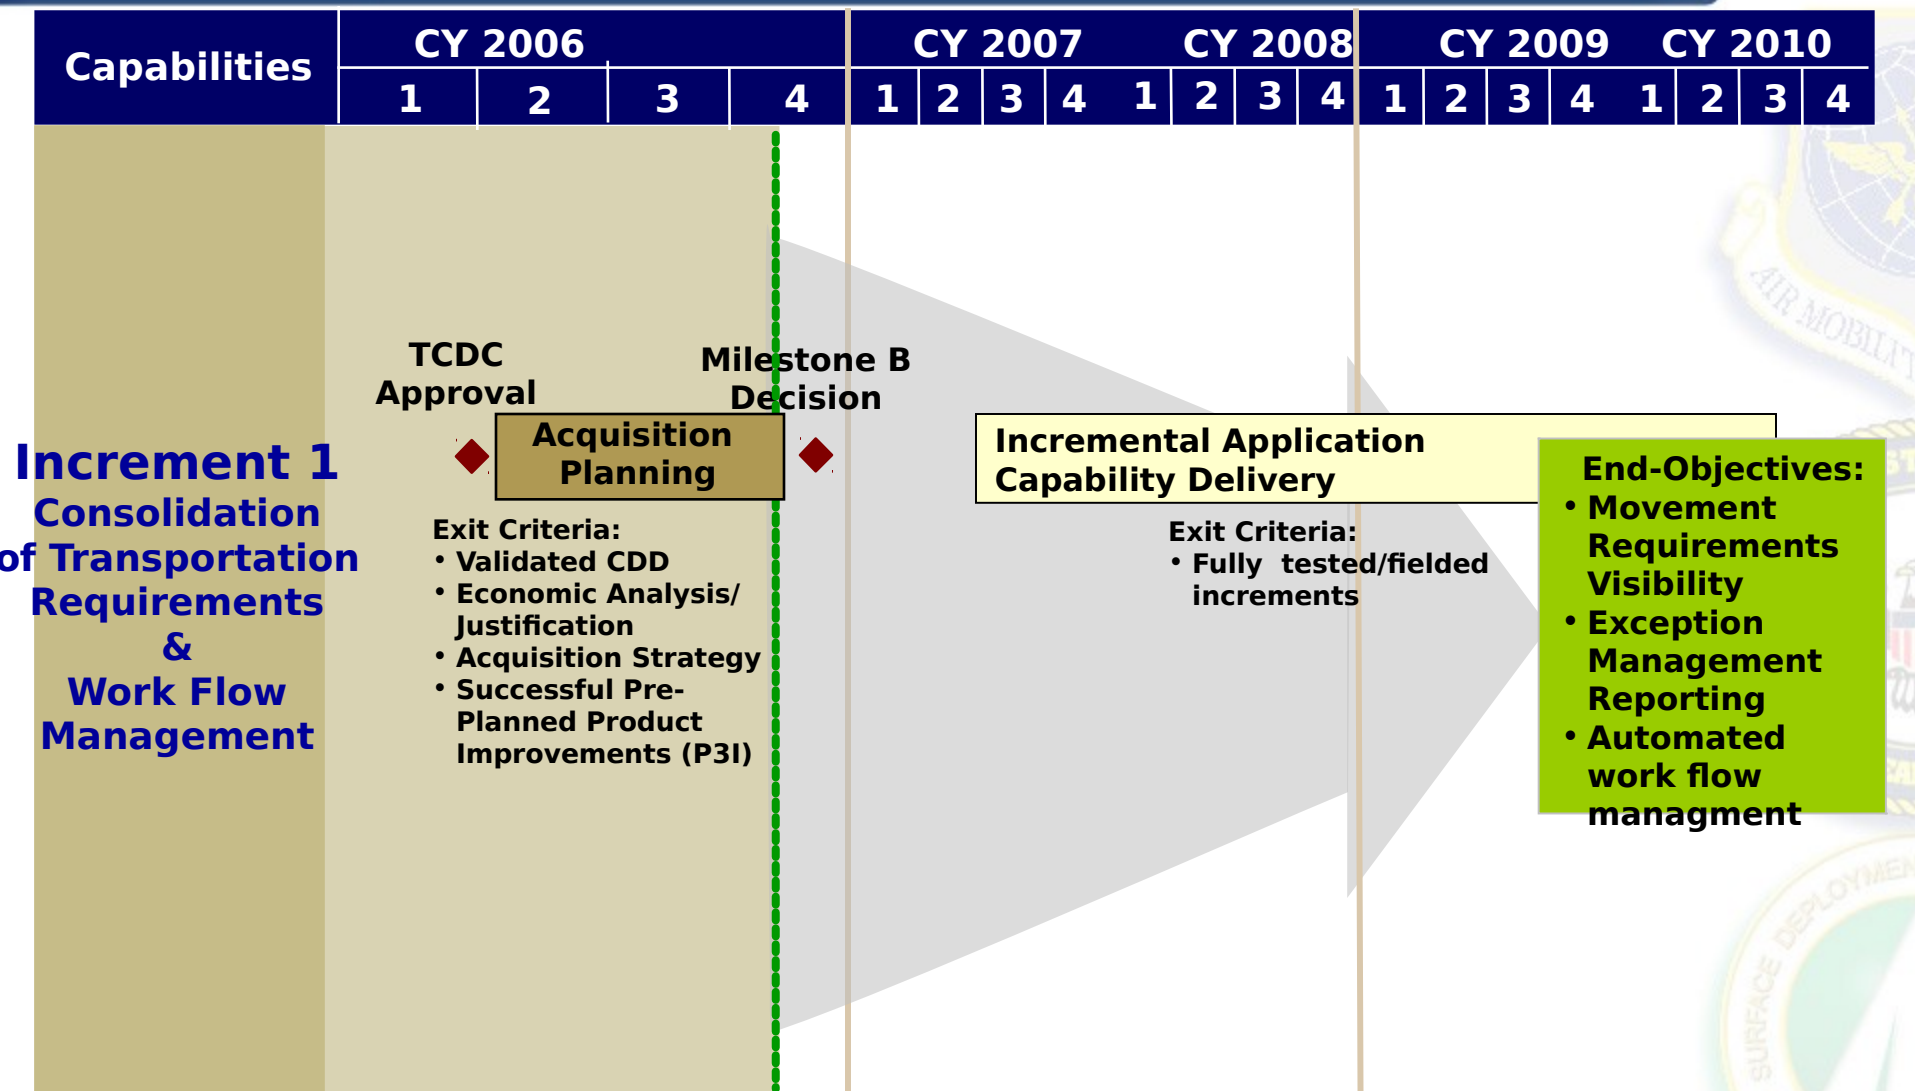 Capabilities
CY 2006 CY 2007 CY 2008 CY 2009 CY 2010
1 2 3 4 1 2 3 4 1 2 3 4 1 2 3 4 1 2 3 4
Increment 1
Consolidation
of Transportation
Requirements
&
Work Flow
Management
TCDC
Approval
Acquisition
Planning
Milestone B
Decision
Exit Criteria:
• Validated CDD
• Economic Analysis/
Justification
• Acquisition Strategy
• Successful Pre-
Planned Product
Improvements (P3I)
Incremental Application
Capability Delivery
Exit Criteria:
• Fully tested/fielded
increments
End-Objectives:
• Movement
Requirements
Visibility
• Exception
Management
Reporting
• Automated
work flow
managment
AIR MOBILIT
SURFACE DEPLOYMEN